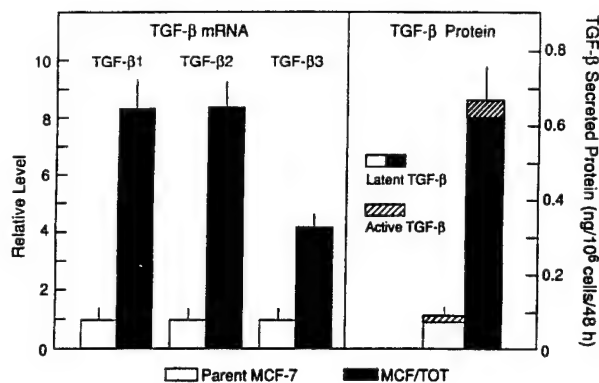 TGF-β mRNA
TGF-β Protein
TGF-β1 TGF-β2 TGF-β3
10
8
6
4
2
1
0
Relative Level
Latent TGF-β
Active TGF-β
0.8
0.6
0.4
0.2
0
TGF-β Secreted Protein (ng/10⁶ cells/48 h)
Parent MCF-7 MCF/TOT